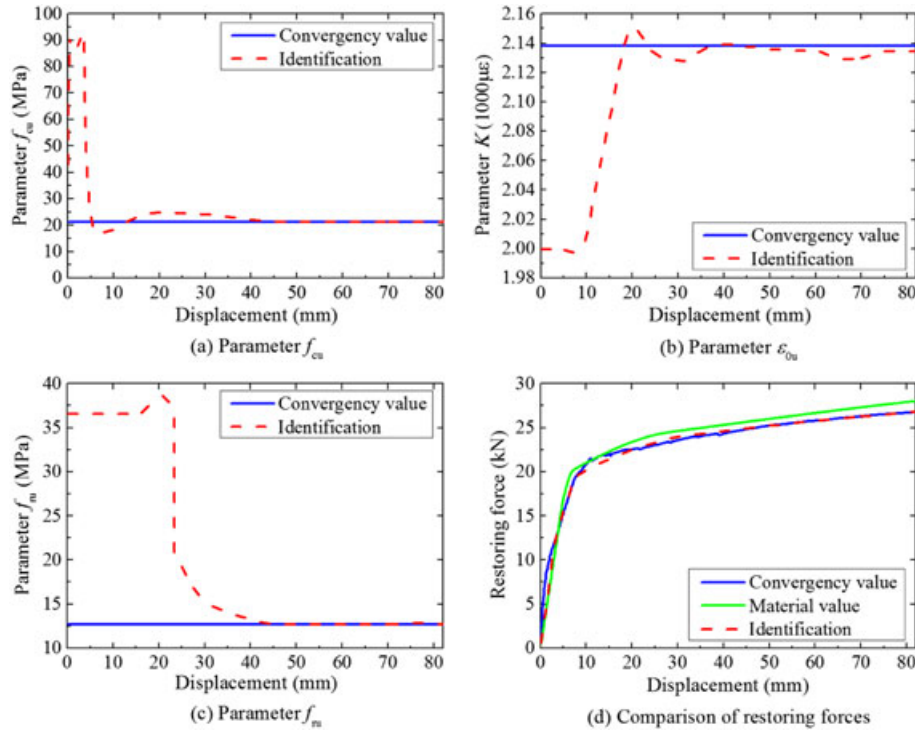 100
90
80
70
60
50
40
30
20
10
0
Parameter f_cu (MPa)
Convergency value
Identification
0 10 20 30 40 50 60 70 80
Displacement (mm)
(a) Parameter f_cu
2.16
2.14
2.12
2.10
2.08
2.06
2.04
2.02
2.00
1.98
Parameter K (1000με)
Convergency value
Identification
0 10 20 30 40 50 60 70 80
Displacement (mm)
(b) Parameter ε_0u
40
35
30
25
20
15
10
Parameter f_ru (MPa)
Convergency value
Identification
0 10 20 30 40 50 60 70 80
Displacement (mm)
(c) Parameter f_ru
30
25
20
15
10
5
0
Restoring force (kN)
Convergency value
Material value
Identification
0 10 20 30 40 50 60 70 80
Displacement (mm)
(d) Comparison of restoring forces